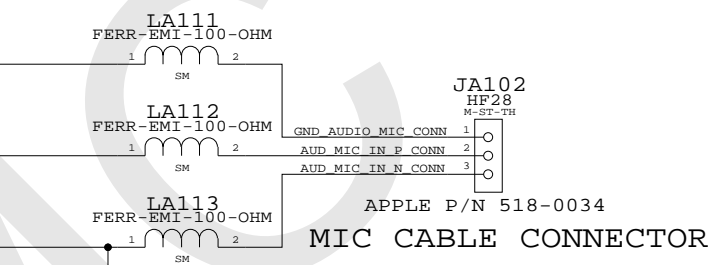 LA111
FERR-EMI-100-OHM
1 2
SM
JA102
HF28
M-ST-TH
LA112
FERR-EMI-100-OHM
1 2
SM
GND_AUDIO_MIC_CONN 1
AUD_MIC_IN_P_CONN 2
AUD_MIC_IN_N_CONN 3
LA113
FERR-EMI-100-OHM
1 2
SM
APPLE P/N 518-0034
MIC CABLE CONNECTOR